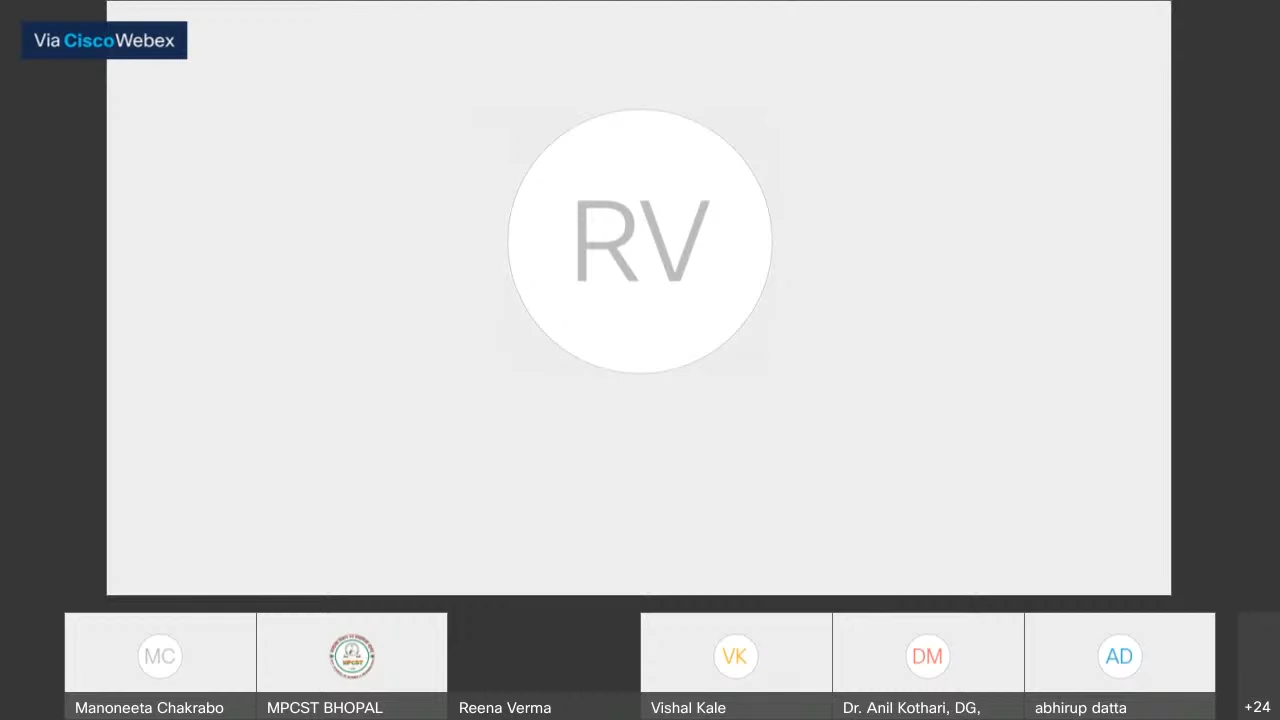 Via CiscoWebex
RV
MC
MPCST
VK
DM
AD
Manoneeta Chakrabo
MPCST BHOPAL
Reena Verma
Vishal Kale
Dr. Anil Kothari, DG,
abhirup datta
+24